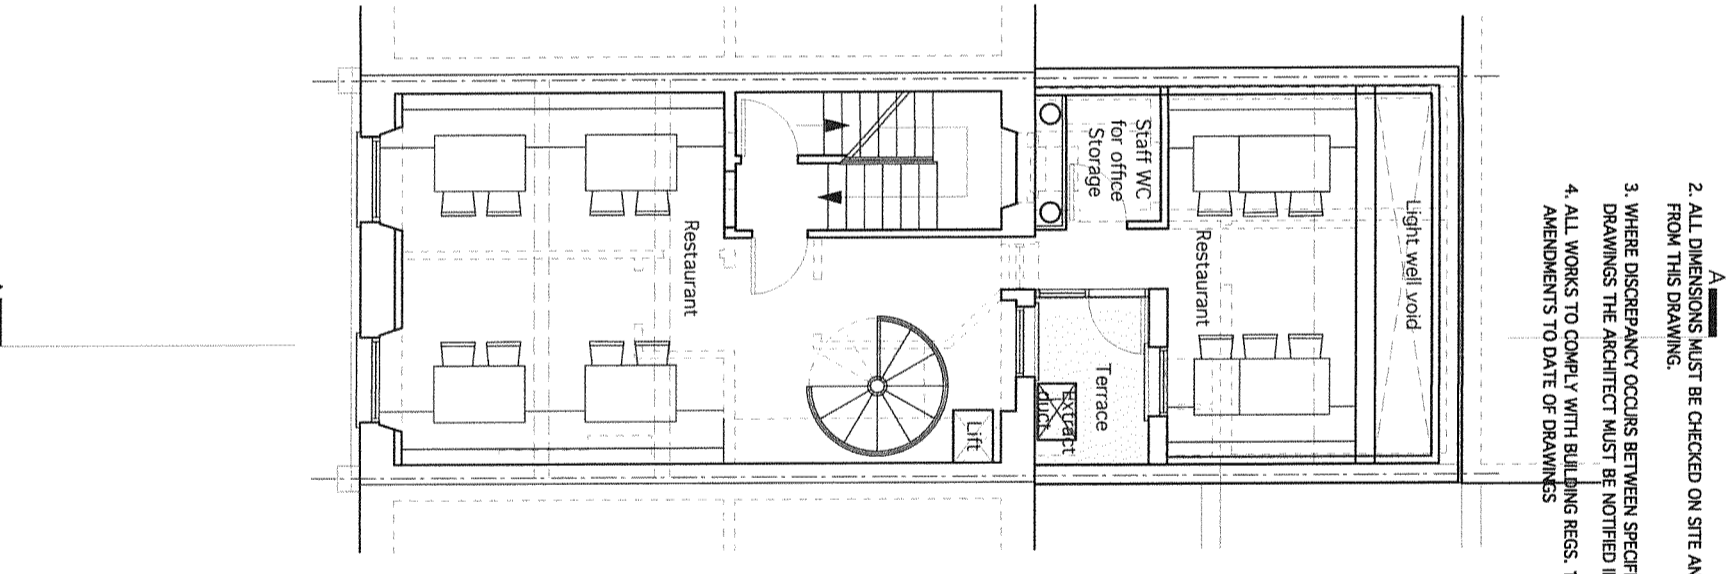 2. ALL DIMENSIONS MUST BE CHECKED ON SITE AN
FROM THIS DRAWING.
3. WHERE DISCREPANCY OCCURS BETWEEN SPECIF
DRAWINGS THE ARCHITECT MUST BE NOTIFIED I
4. ALL WORKS TO COMPLY WITH BUILDING REGS.
AMENDMENTS TO DATE OF DRAWINGS
A
Light well void
Restaurant
Staff WC
for office
Storage
Terrace
Extract
duct
Lift
Restaurant